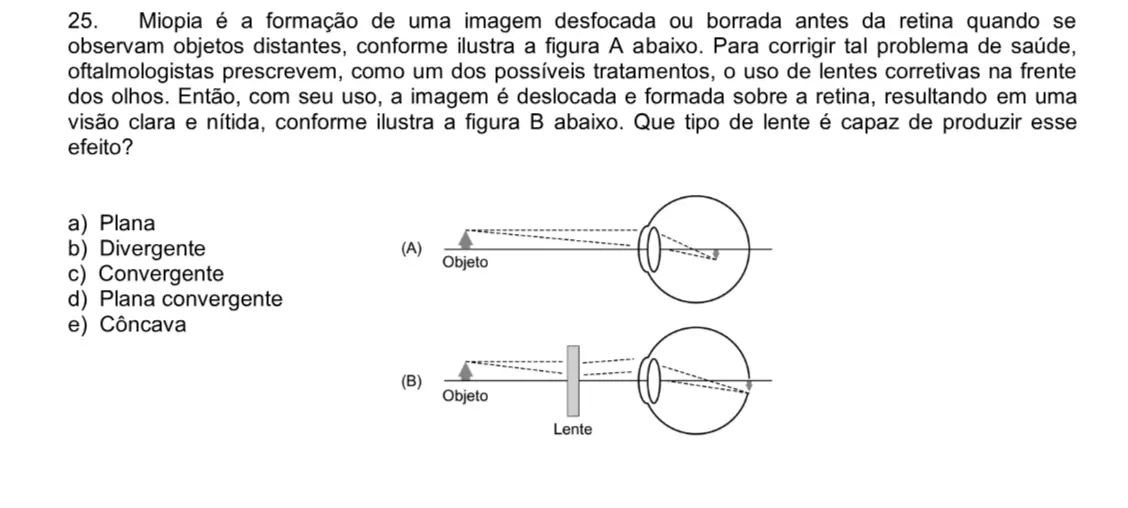 25. Miopia é a formação de uma imagem desfocada ou borrada antes da retina quando se
observam objetos distantes, conforme ilustra a figura A abaixo. Para corrigir tal problema de saúde,
oftalmologistas prescrevem, como um dos possíveis tratamentos, o uso de lentes corretivas na frente
dos olhos. Então, com seu uso, a imagem é deslocada e formada sobre a retina, resultando em uma
visão clara e nítida, conforme ilustra a figura B abaixo. Que tipo de lente é capaz de produzir esse
efeito?
a) Plana
b) Divergente
c) Convergente
d) Plana convergente
e) Côncava
(A)
Objeto
(B)
Objeto
Lente